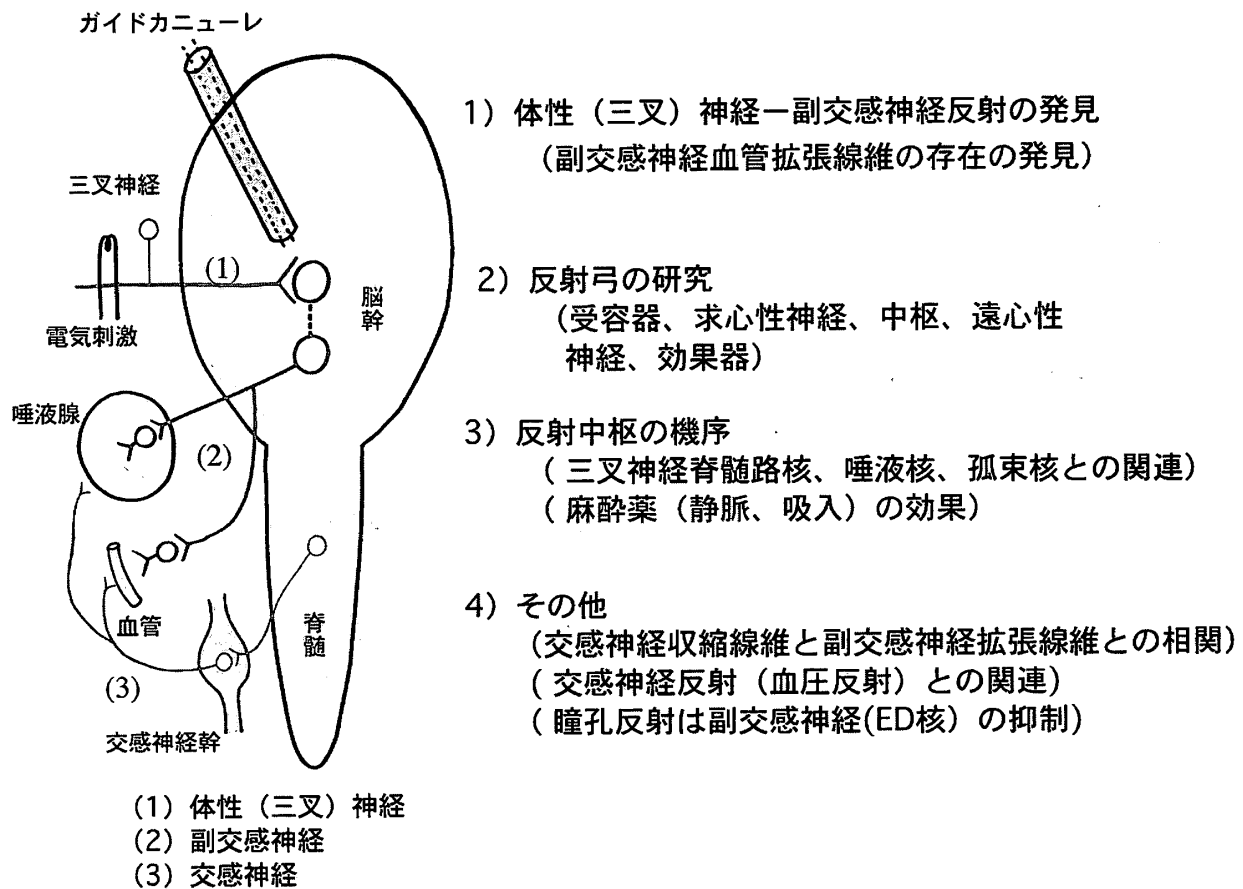 ガイドカニューレ
三叉神経
(1)
電気刺激
脳幹
唾液腺
(2)
血管
脊髄
(3)
交感神経幹
(1) 体性（三叉）神経
(2) 副交感神経
(3) 交感神経
1）体性（三叉）神経ー副交感神経反射の発見
（副交感神経血管拡張線維の存在の発見）
2）反射弓の研究
（受容器、求心性神経、中枢、遠心性
神経、効果器）
3）反射中枢の機序
( 三叉神経脊髄路核、唾液核、孤束核との関連）
( 麻酔薬（静脈、吸入）の効果）
4）その他
(交感神経収縮線維と副交感神経拡張線維との相関)
( 交感神経反射（血圧反射）との関連)
( 瞳孔反射は副交感神経(ED核）の抑制)